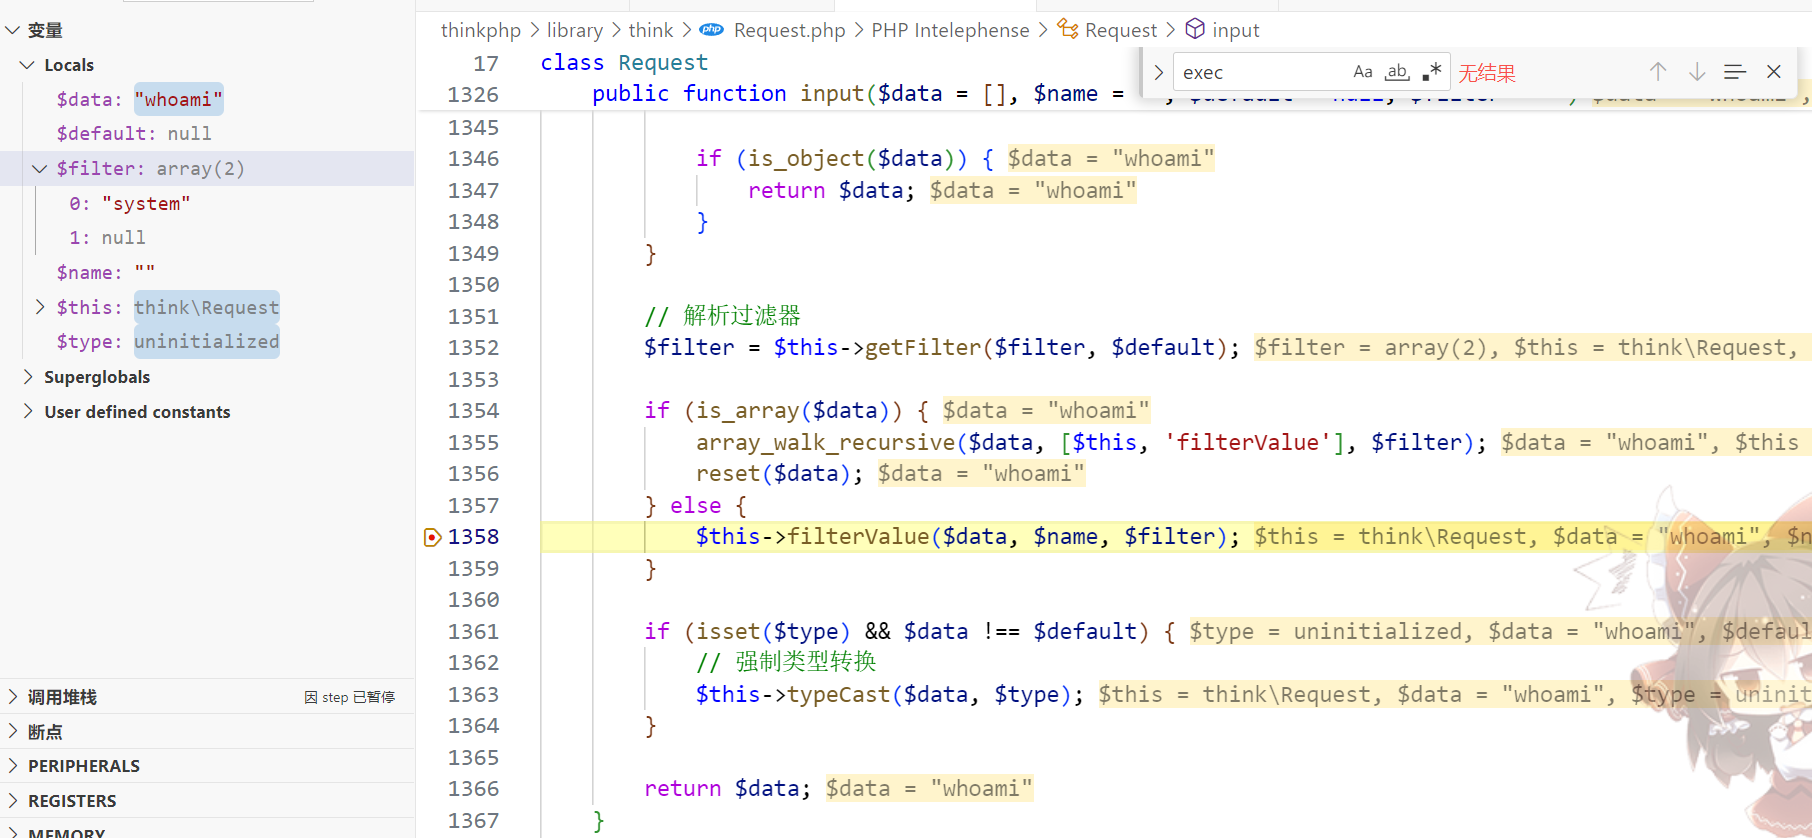 变量
Locals
$data: "whoami"
$default: null
$filter: array(2)
0: "system"
1: null
$name: ""
$this: think\Request
$type: uninitialized
Superglobals
User defined constants
调用堆栈 因 step 已暂停
断点
PERIPHERALS
REGISTERS
MEMORY
thinkphp > library > think > php Request.php > PHP Intelephense > Request > input
exec Aa ab .* 无结果
17 class Request
1326 public function input($data = [], $name =
1345
1346 if (is_object($data)) { $data = "whoami"
1347 return $data; $data = "whoami"
1348 }
1349 }
1350
1351 // 解析过滤器
1352 $filter = $this->getFilter($filter, $default); $filter = array(2), $this = think\Request,
1353
1354 if (is_array($data)) { $data = "whoami"
1355 array_walk_recursive($data, [$this, 'filterValue'], $filter); $data = "whoami", $this
1356 reset($data); $data = "whoami"
1357 } else {
1358 $this->filterValue($data, $name, $filter); $this = think\Request, $data = "whoami", $n
1359 }
1360
1361 if (isset($type) && $data !== $default) { $type = uninitialized, $data = "whoami", $defaul
1362 // 强制类型转换
1363 $this->typeCast($data, $type); $this = think\Request, $data = "whoami", $type = uninit
1364 }
1365
1366 return $data; $data = "whoami"
1367 }